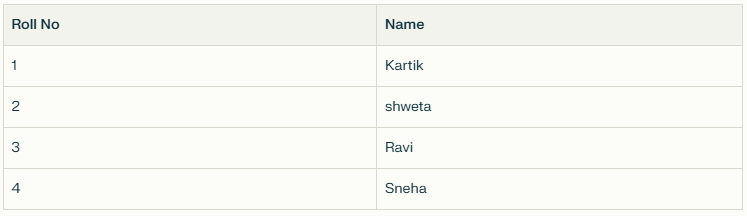 Roll No Name
1 Kartik
2 shweta
3 Ravi
4 Sneha